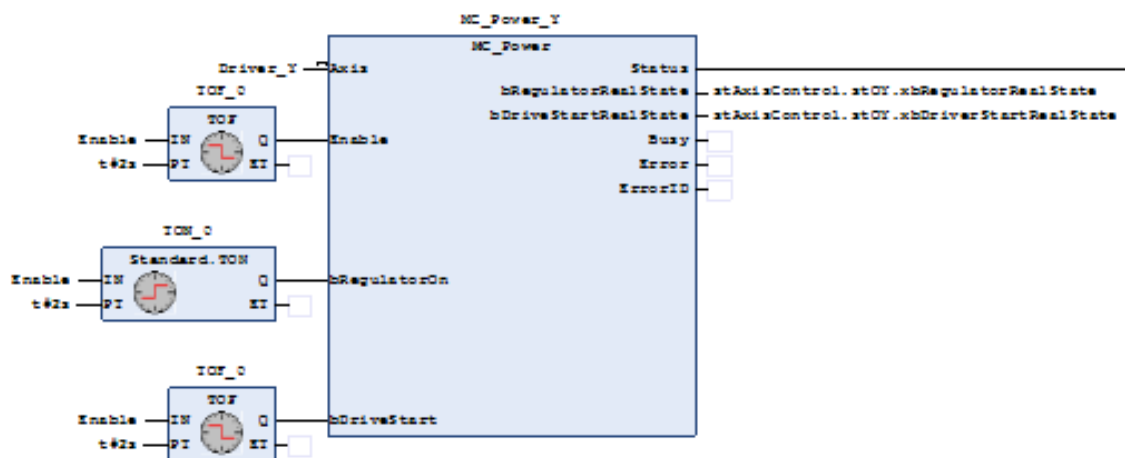 MC_Power_Y
MC_Power
Driver_Y Axis Status
bRegulatorRealState stAxisControl.stOY.xbRegulatorRealState
TOF_0
bDriveStartRealState stAxisControl.stOY.xbDriverStartRealState
TOF
Enable IN Q Enable Busy
t#2s PT ET Error
ErrorID
TON_0
Standard.TON
Enable IN Q bRegulatorOn
t#2s PT ET
TOF_0
TOF
Enable IN Q bDriveStart
t#2s PT ET